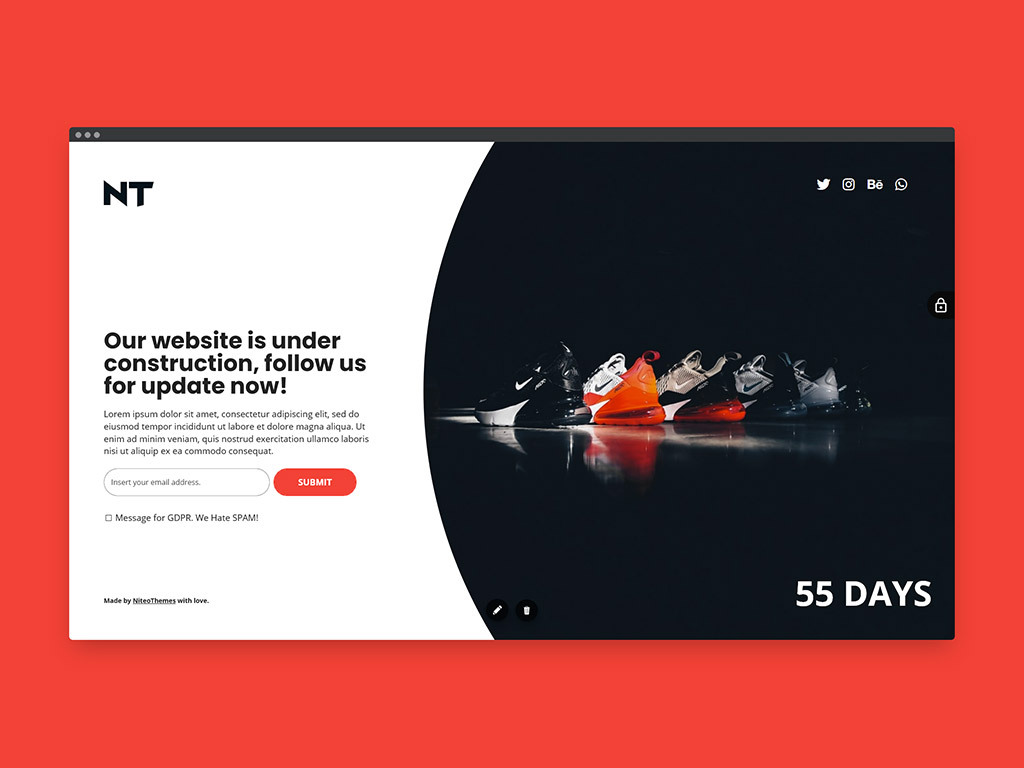 NT
Bē
Our website is under
construction, follow us
for update now!
Lorem ipsum dolor sit amet, consectetur adipiscing elit, sed do
eiusmod tempor incididunt ut labore et dolore magna aliqua. Ut
enim ad minim veniam, quis nostrud exercitation ullamco laboris
nisi ut aliquip ex ea commodo consequat.
Insert your email address.
SUBMIT
Message for GDPR. We Hate SPAM!
Made by NiteoThemes with love.
55 DAYS